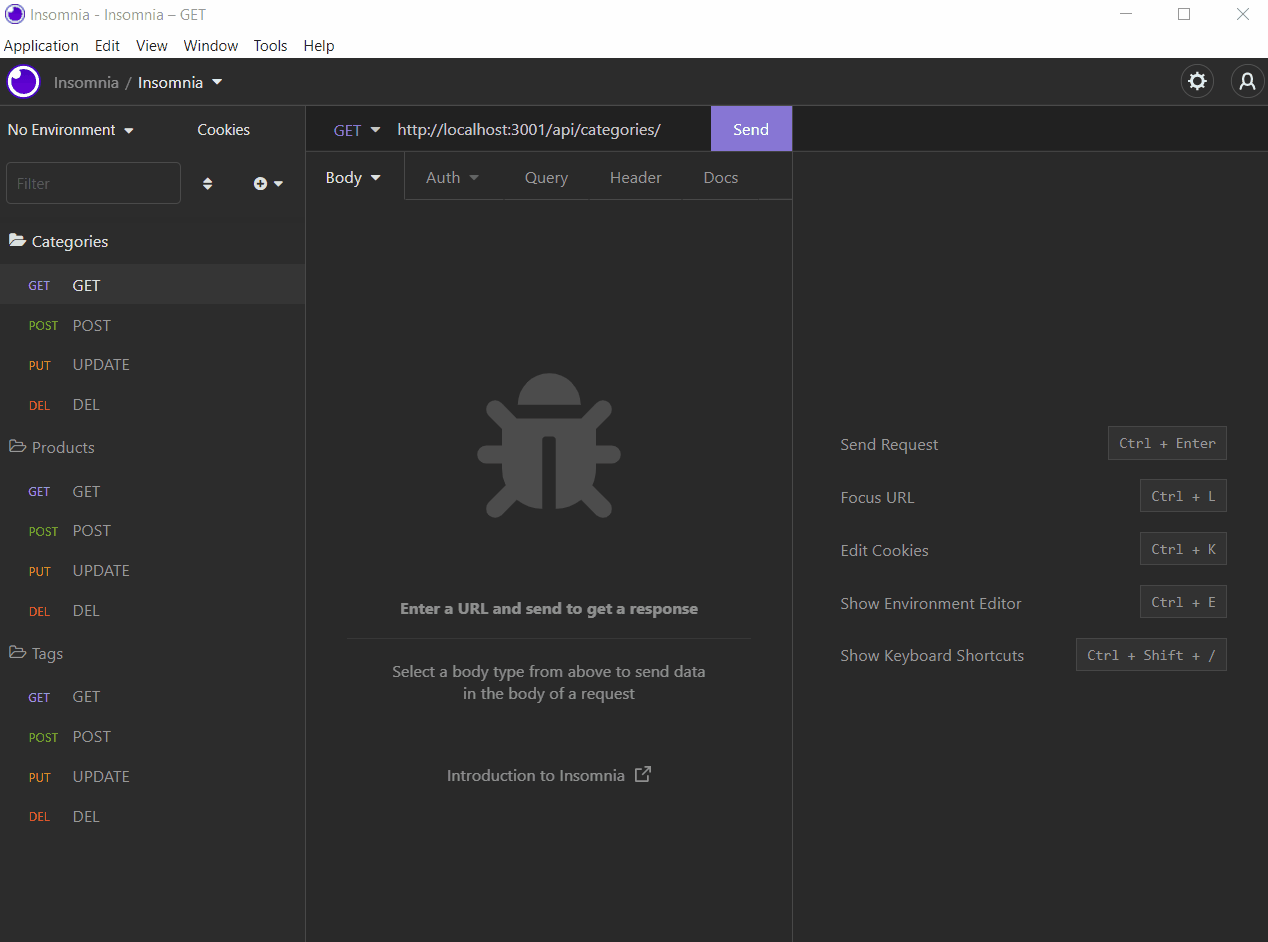 Insomnia - Insomnia – GET
Application Edit View Window Tools Help
Insomnia / Insomnia
No Environment Cookies
GET http://localhost:3001/api/categories/ Send
Filter
Body Auth Query Header Docs
Categories
GET GET
POST POST
PUT UPDATE
DEL DEL
Products
GET GET
POST POST
PUT UPDATE
DEL DEL
Tags
GET GET
POST POST
PUT UPDATE
DEL DEL
Enter a URL and send to get a response
Select a body type from above to send data
in the body of a request
Introduction to Insomnia
Send Request Ctrl + Enter
Focus URL Ctrl + L
Edit Cookies Ctrl + K
Show Environment Editor Ctrl + E
Show Keyboard Shortcuts Ctrl + Shift + /